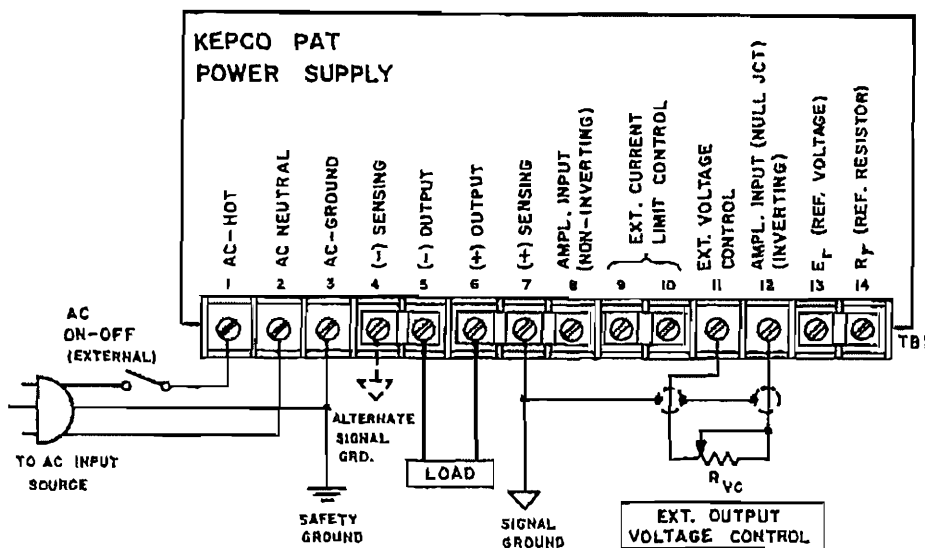 KEPCO PAT
POWER SUPPLY
AC-HOT
AC NEUTRAL
AC-GROUND
(-) SENSING
(-) OUTPUT
(+) OUTPUT
(+) SENSING
AMPL. INPUT
(NON-INVERTING)
EXT. CURRENT
LIMIT CONTROL
EXT. VOLTAGE
CONTROL
AMPL. INPUT (NULL JCT)
(INVERTING)
Er (REF. VOLTAGE)
Rr (REF. RESISTOR)
1 2 3 4 5 6 7 8 9 10 11 12 13 14
AC
ON-OFF
(EXTERNAL)
TB1
ALTERNATE
SIGNAL
GRD.
TO AC INPUT
SOURCE
LOAD
RVC
SAFETY
GROUND
SIGNAL
GROUND
EXT. OUTPUT
VOLTAGE CONTROL